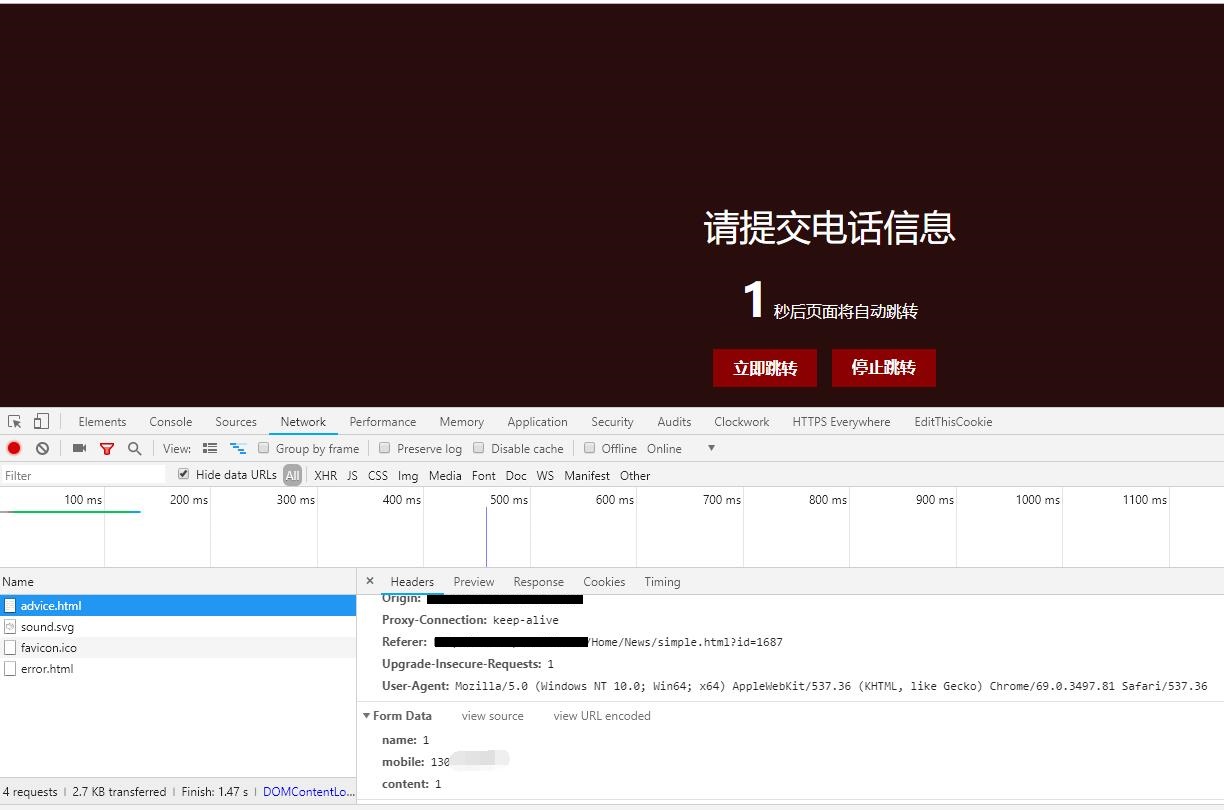 请提交电话信息
1 秒后页面将自动跳转
立即跳转 停止跳转
Elements Console Sources Network Performance Memory Application Security Audits Clockwork HTTPS Everywhere EditThisCookie
View: Group by frame Preserve log Disable cache Offline Online
Filter Hide data URLs All XHR JS CSS Img Media Font Doc WS Manifest Other
100 ms 200 ms 300 ms 400 ms 500 ms 600 ms 700 ms 800 ms 900 ms 1000 ms 1100 ms
Name
advice.html
sound.svg
favicon.ico
error.html
4 requests | 2.7 KB transferred | Finish: 1.47 s | DOMContentLo...
× Headers Preview Response Cookies Timing
Origin:
Proxy-Connection: keep-alive
Referer: /Home/News/simple.html?id=1687
Upgrade-Insecure-Requests: 1
User-Agent: Mozilla/5.0 (Windows NT 10.0; Win64; x64) AppleWebKit/537.36 (KHTML, like Gecko) Chrome/69.0.3497.81 Safari/537.36
Form Data view source view URL encoded
name: 1
mobile: 130
content: 1